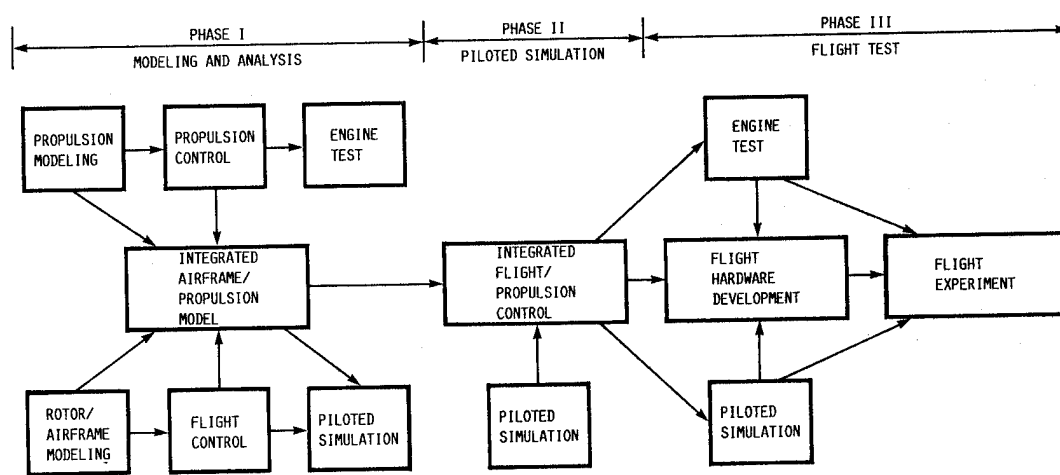 PHASE I
MODELING AND ANALYSIS
PHASE II
PILOTED SIMULATION
PHASE III
FLIGHT TEST
PROPULSION
MODELING
PROPULSION
CONTROL
ENGINE
TEST
ENGINE
TEST
INTEGRATED
AIRFRAME/
PROPULSION
MODEL
INTEGRATED
FLIGHT/
PROPULSION
CONTROL
FLIGHT
HARDWARE
DEVELOPMENT
FLIGHT
EXPERIMENT
ROTOR/
AIRFRAME
MODELING
FLIGHT
CONTROL
PILOTED
SIMULATION
PILOTED
SIMULATION
PILOTED
SIMULATION